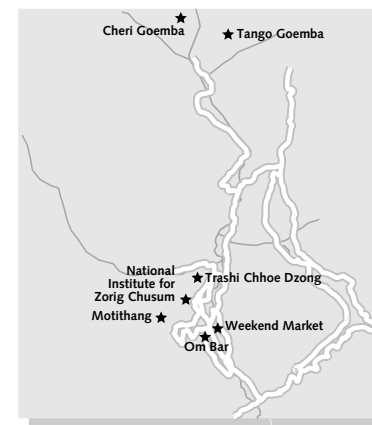 Cheri Goemba
Tango Goemba
National
Institute for
Zorig Chusum
Trashi Chhoe Dzong
Motithang
Weekend Market
Om Bar